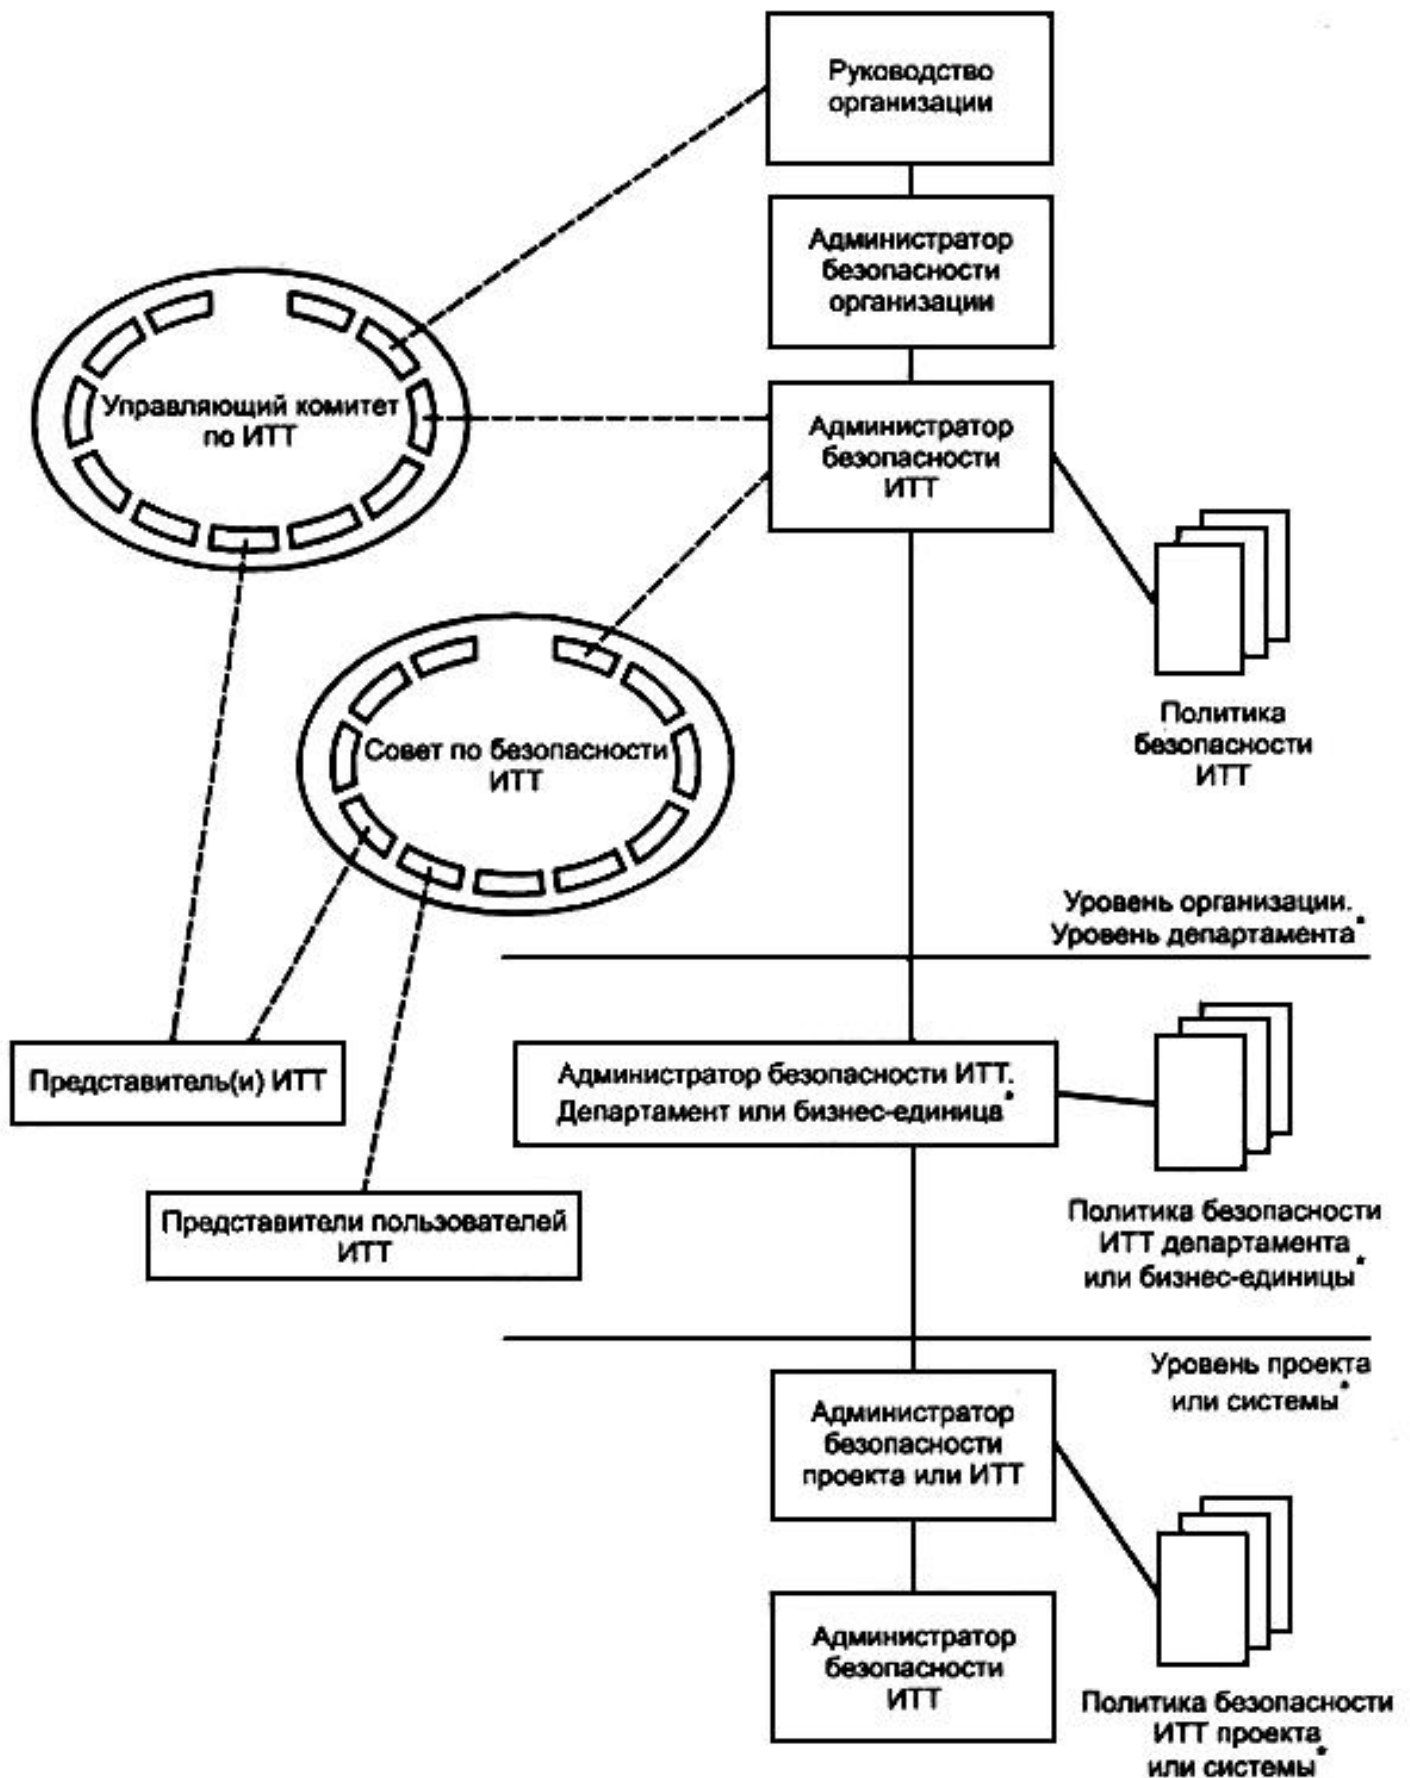 Руководство
организации
Администратор
безопасности
организации
Управляющий комитет
по ИТТ
Администратор
безопасности
ИТТ
Политика
безопасности
ИТТ
Совет по безопасности
ИТТ
Уровень организации.
Уровень департамента*
Представитель(и) ИТТ
Администратор безопасности ИТТ.
Департамент или бизнес-единица*
Представители пользователей
ИТТ
Политика безопасности
ИТТ департамента
или бизнес-единицы*
Уровень проекта
или системы*
Администратор
безопасности
проекта или ИТТ
Администратор
безопасности
ИТТ
Политика безопасности
ИТТ проекта
или системы*